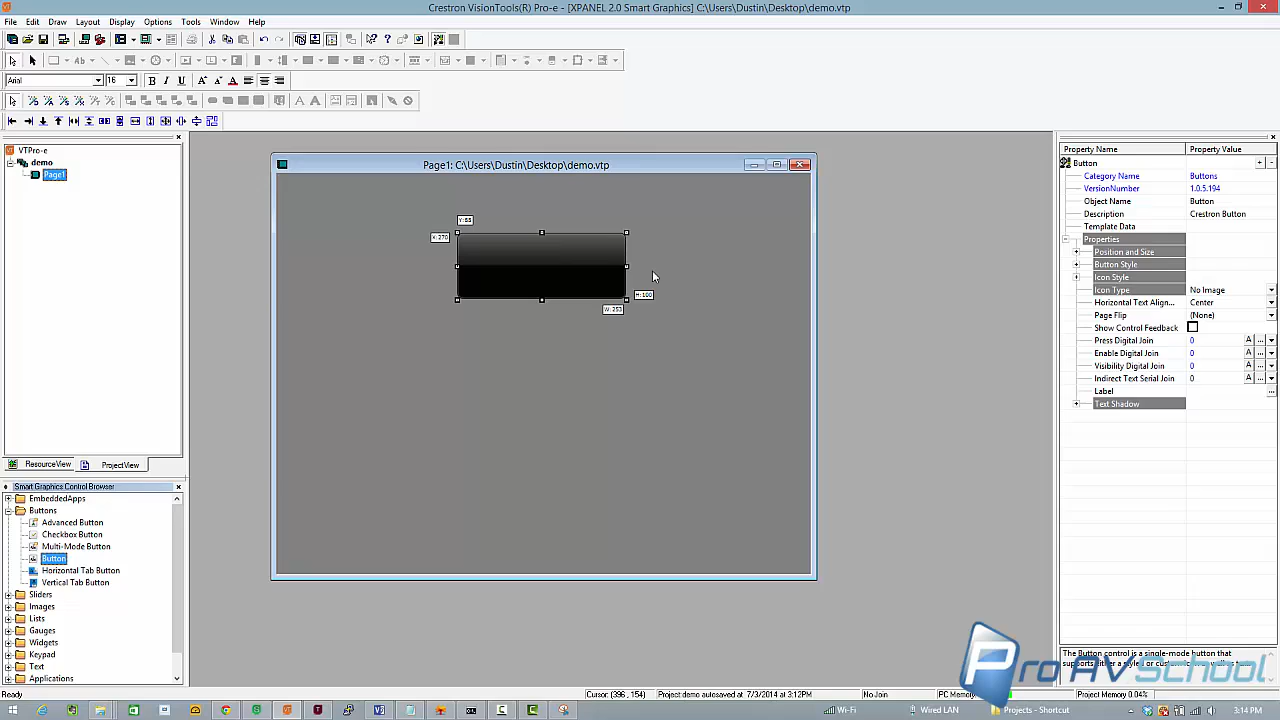 Crestron VisionTools(R) Pro-e - [XPANEL 2.0 Smart Graphics] C:\Users\Dustin\Desktop\demo.vtp
File Edit Draw Layout Display Options Tools Window Help
Arial 16
VTPro-e
demo
Page1
ResourceView ProjectView
Smart Graphics Control Browser
EmbeddedApps
Buttons
Advanced Button
Checkbox Button
Multi-Mode Button
Button
Horizontal Tab Button
Vertical Tab Button
Sliders
Images
Lists
Gauges
Widgets
Keypad
Text
Applications
Page1: C:\Users\Dustin\Desktop\demo.vtp
Y:55
X:270
H:100
W:253
Property Name Property Value
Button
Category Name Buttons
VersionNumber 1.0.5.194
Object Name Button
Description Crestron Button
Template Data
Properties
Position and Size
Button Style
Icon Style
Icon Type No Image
Horizontal Text Align... Center
Page Flip (None)
Show Control Feedback
Press Digital Join 0 A ...
Enable Digital Join 0 A ...
Visibility Digital Join 0 A ...
Indirect Text Serial Join 0 A ...
Label ...
Text Shadow
The Button control is a single-mode button that
ProAVSchool
Ready Cursor: (396, 154) Project demo autosaved at 7/3/2014 at 3:12PM No Join Project Memory 0.04%
Wi-Fi Wired LAN Projects - Shortcut 3:14 PM